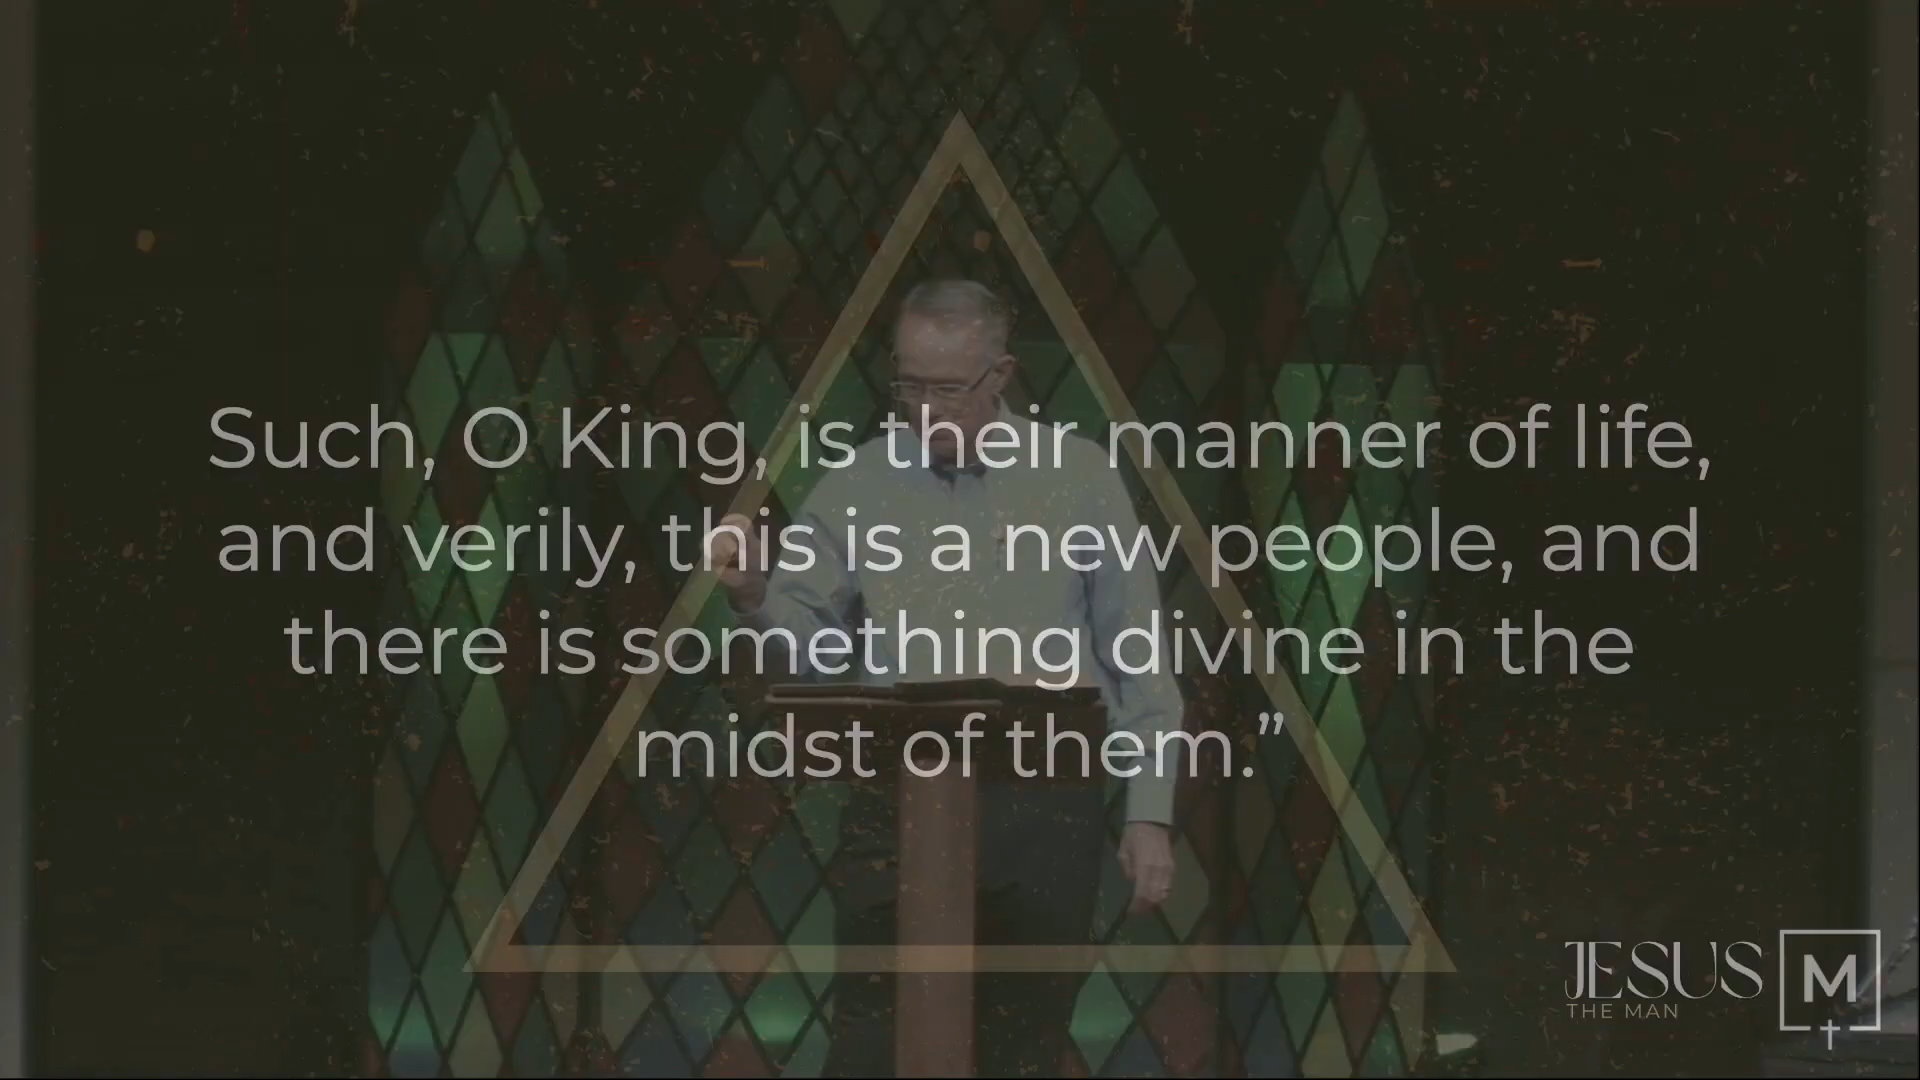 Such, O King, is their manner of life,
and verily, this is a new people, and
there is something divine in the
midst of them.”
JESUS
THE MAN
M